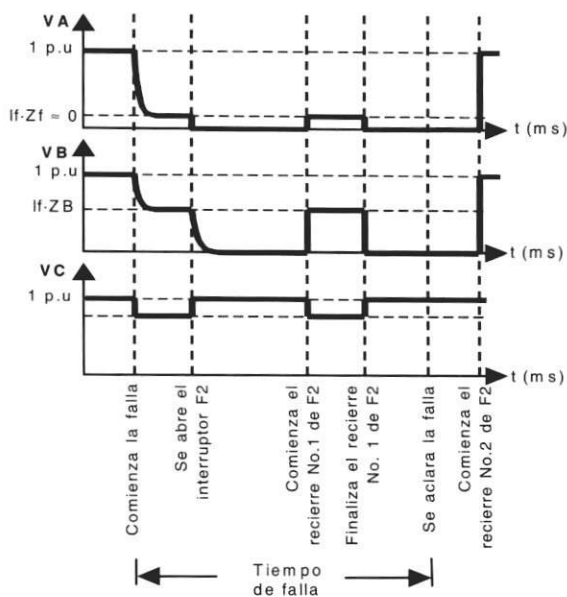 VA
1 p.u
If·Zf ≈ 0
t (ms)
VB
1 p.u
If·ZB
t (ms)
VC
1 p.u
t (ms)
Comienza la falla
Se abre el
interruptor F2
Comienza el
recierre No.1 de F2
Finaliza el recierre
No. 1 de F2
Se aclara la falla
Comienza el
recierre No.2 de F2
Tiempo
de falla